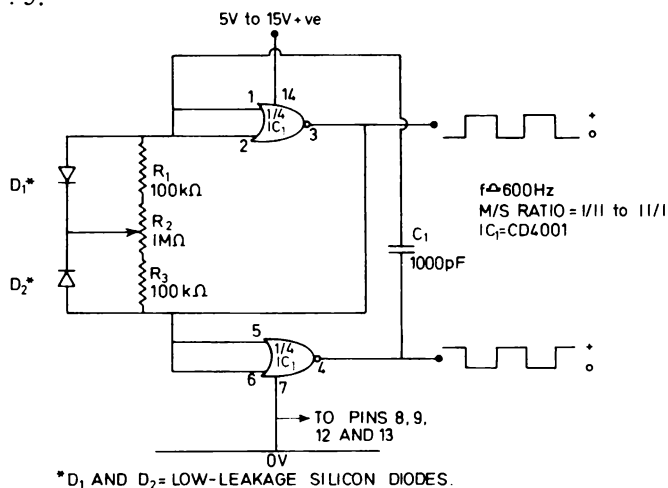 5V to 15V+ve
1
14
1/4
IC₁
2
3
+
o
D₁*
R₁
100kΩ
R₂
1MΩ
R₃
100kΩ
D₂*
C₁
1000pF
f≏600Hz
M/S RATIO = 1/11 to 11/1
IC₁=CD4001
5
1/4
IC₁
6
7
4
+
o
TO PINS 8, 9,
12 AND 13
0V
*D₁ AND D₂= LOW-LEAKAGE SILICON DIODES.